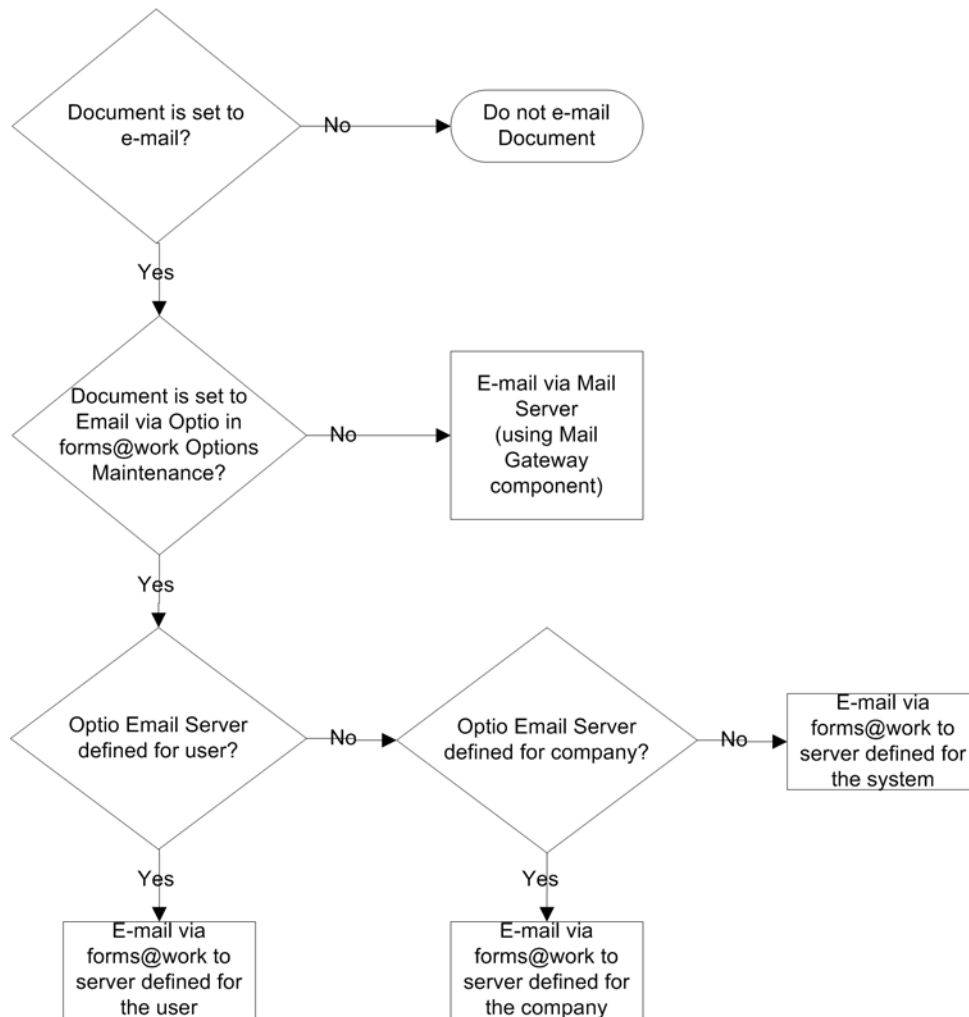 Document is set to
e-mail?
No
Do not e-mail
Document
Yes
Document is set to
Email via Optio in
forms@work Options
Maintenance?
No
E-mail via Mail
Server
(using Mail
Gateway
component)
Yes
Optio Email Server
defined for user?
No
Optio Email Server
defined for company?
No
E-mail via
forms@work to
server defined for
the system
Yes
E-mail via
forms@work to
server defined for
the user
Yes
E-mail via
forms@work to
server defined for
the company